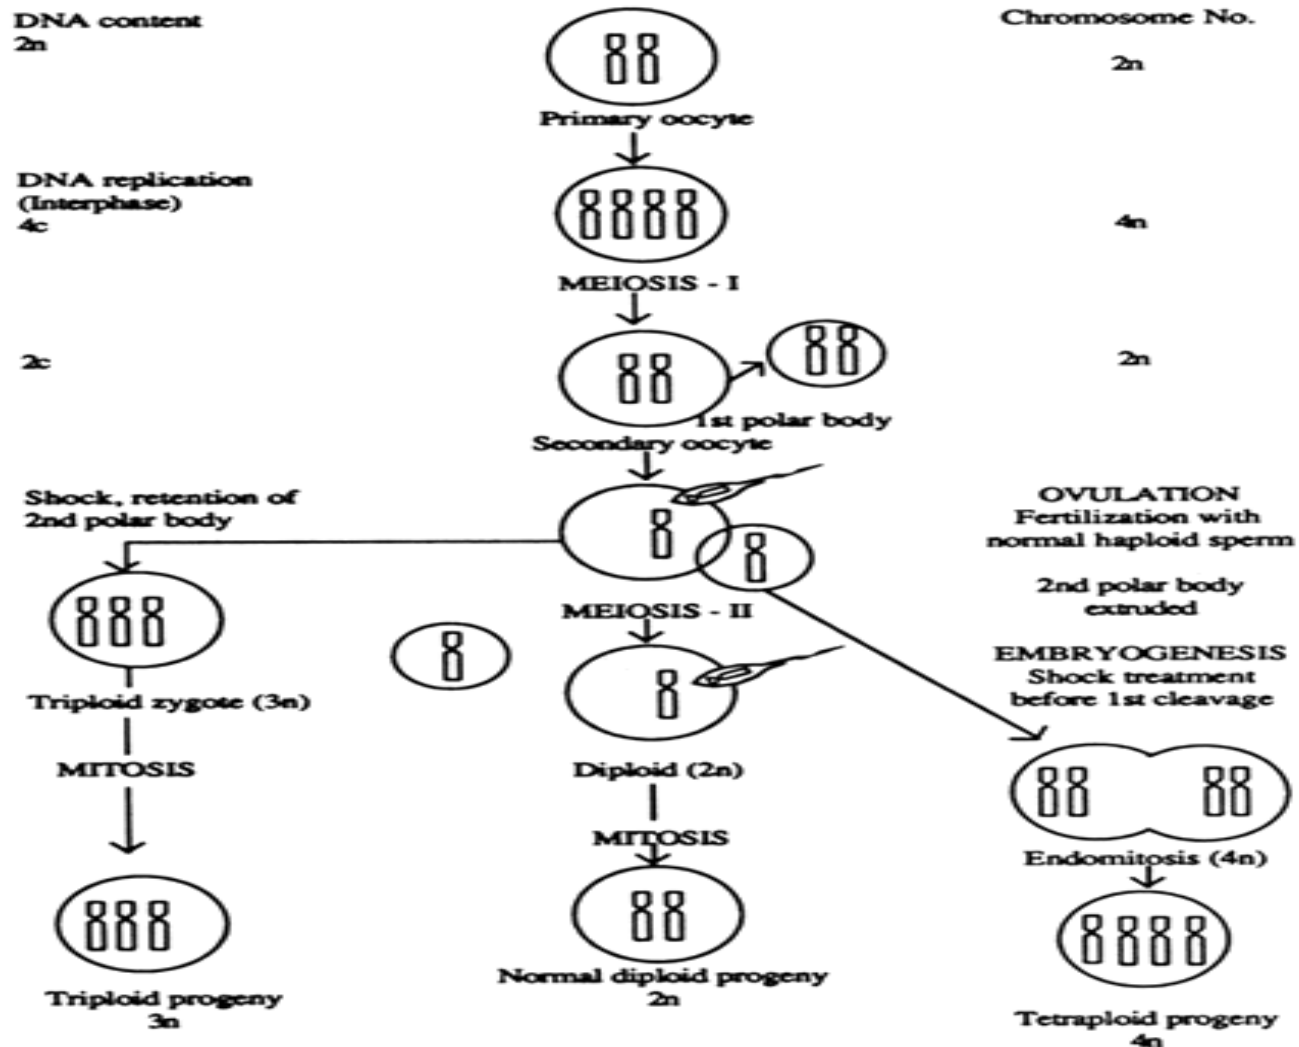 DNA content
2n
Chromosome No.
2n
Primary oocyte
DNA replication
(Interphase)
4c
4n
MEIOSIS - I
2c
2n
1st polar body
Secondary oocyte
Shock, retention of
2nd polar body
OVULATION
Fertilization with
normal haploid sperm
2nd polar body
extruded
MEIOSIS - II
EMBRYOGENESIS
Shock treatment
before 1st cleavage
Triploid zygote (3n)
MITOSIS
Diploid (2n)
MITOSIS
Endomitosis (4n)
Triploid progeny
3n
Normal diploid progeny
2n
Tetraploid progeny
4n